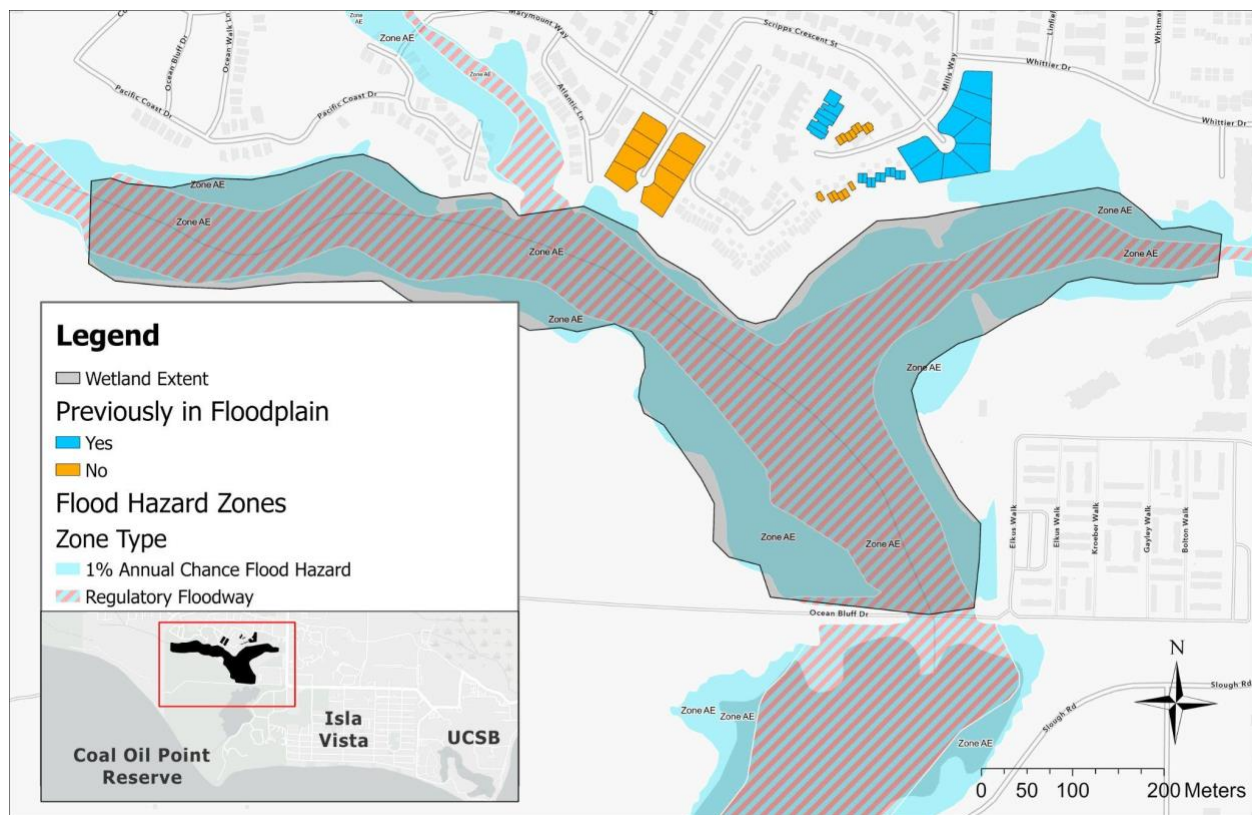 Zone
AE
Zone AE
Marymount Way
Scripps Crescent St
Mills Way
Whittier Dr
Whittier Dr
Ocean Bluff Dr
Ocean Walk Ln
Pacific Coast Dr
Pacific Coast Dr
Zone AE
Atlantic Ln
Zone AE
Zone AE
Zone AE
Zone AE
Zone AE
Zone AE
Zone AE
Zone AE
Zone AE
Legend
Wetland Extent
Previously in Floodplain
Yes
No
Flood Hazard Zones
Zone Type
1% Annual Chance Flood Hazard
Regulatory Floodway
Elkus Walk
Elkus Walk
Kroeber Walk
Gayley Walk
Bolton Walk
Ocean Bluff Dr
Zone AE
Zone AE
Zone AE
Slough Rd
Slough Rd
N
0 50 100 200 Meters
Isla
Vista
UCSB
Coal Oil Point
Reserve